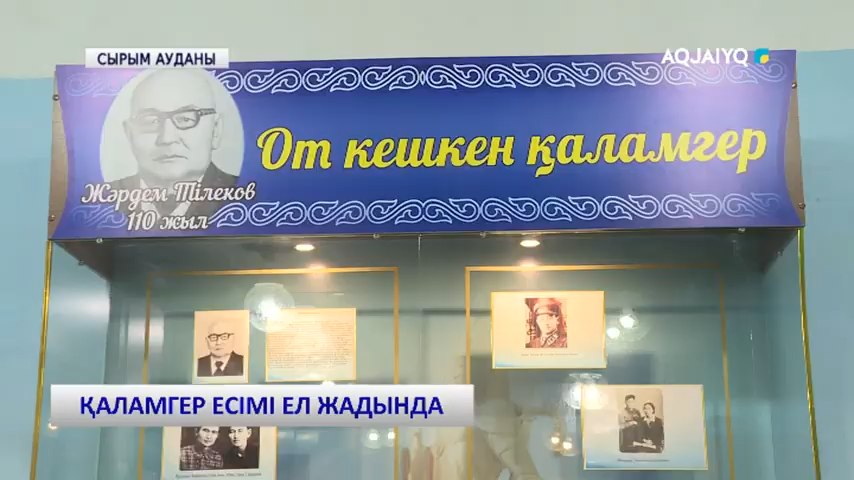 СЫРЫМ АУДАНЫ
AQJAIYQ
От кешкен қаламгер
Жәрдем Тілеков
110 жыл
ҚАЛАМГЕР ЕСІМІ ЕЛ ЖАДЫНДА